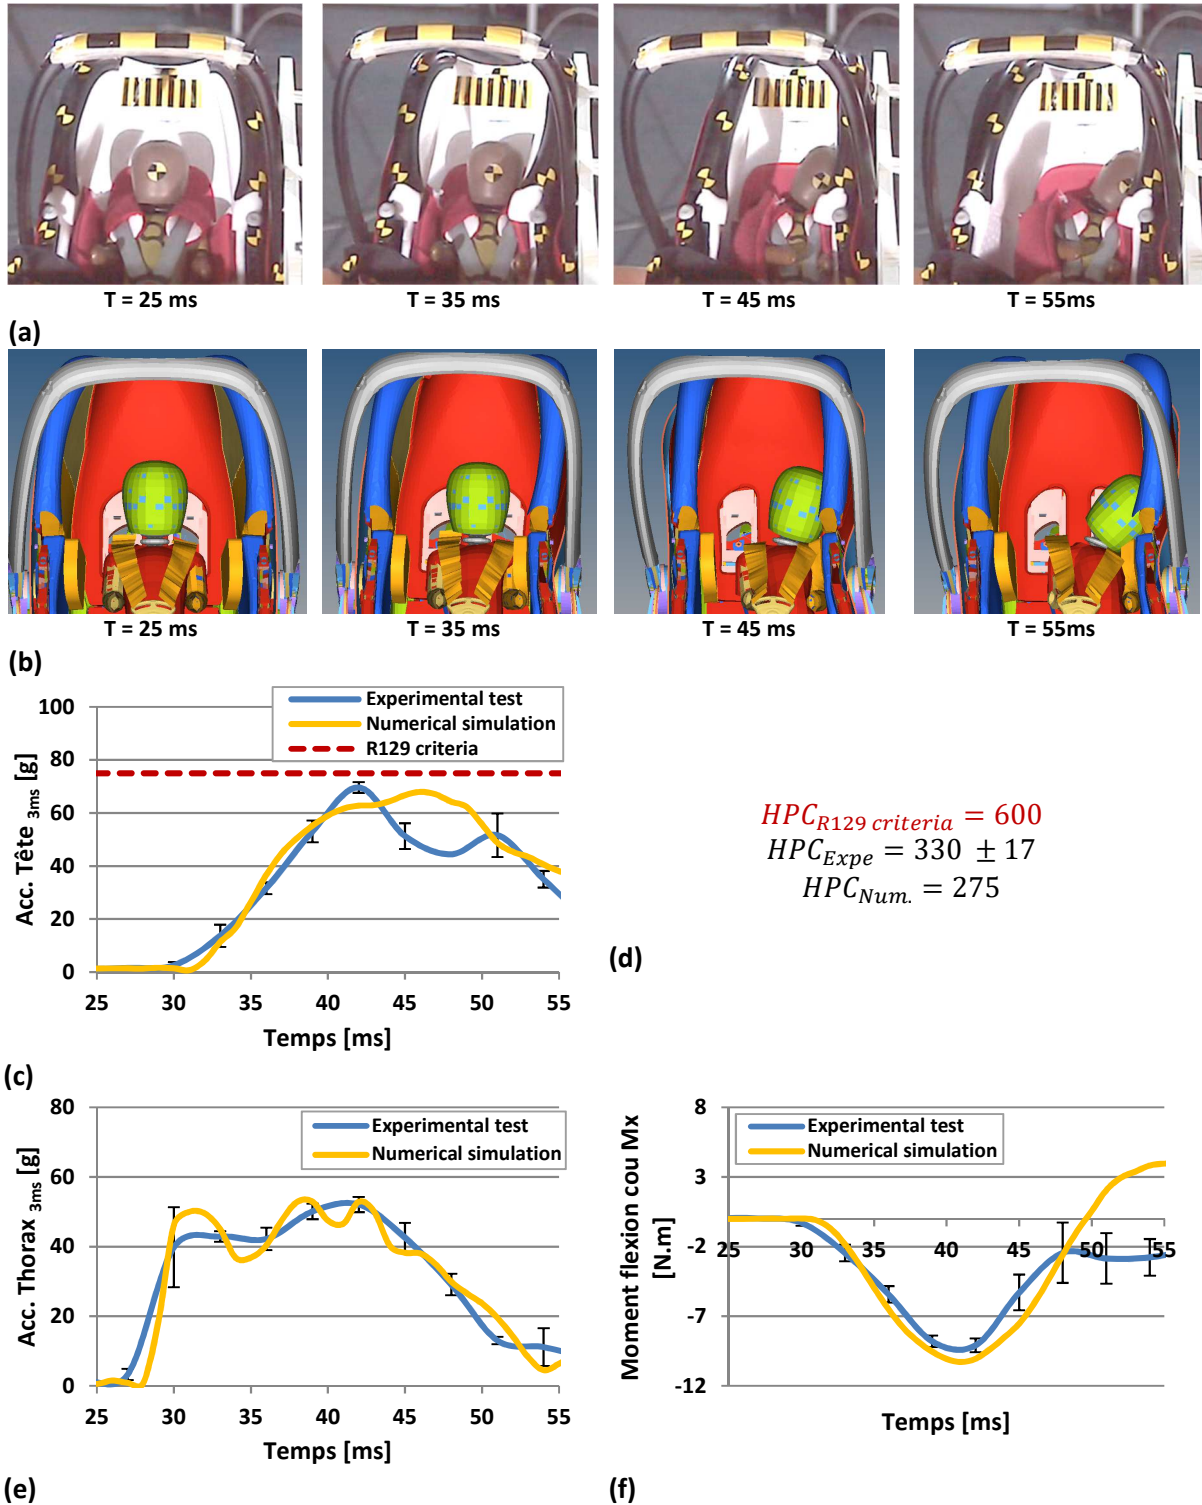 T = 25 ms
T = 35 ms
T = 45 ms
T = 55ms
(a)
T = 25 ms
T = 35 ms
T = 45 ms
T = 55ms
(b)
Experimental test
Numerical simulation
R129 criteria
100
80
60
40
20
0
25 30 35 40 45 50 55
Acc. Tête 3ms [g]
Temps [ms]
(c)
HPC_R129 criteria = 600
HPC_Expe = 330 ± 17
HPC_Num. = 275
(d)
Experimental test
Numerical simulation
80
60
40
20
0
25 30 35 40 45 50 55
Acc. Thorax 3ms [g]
Temps [ms]
(e)
Experimental test
Numerical simulation
8
3
-2
-7
-12
25 30 35 40 45 50 55
Moment flexion cou Mx
[N.m]
Temps [ms]
(f)